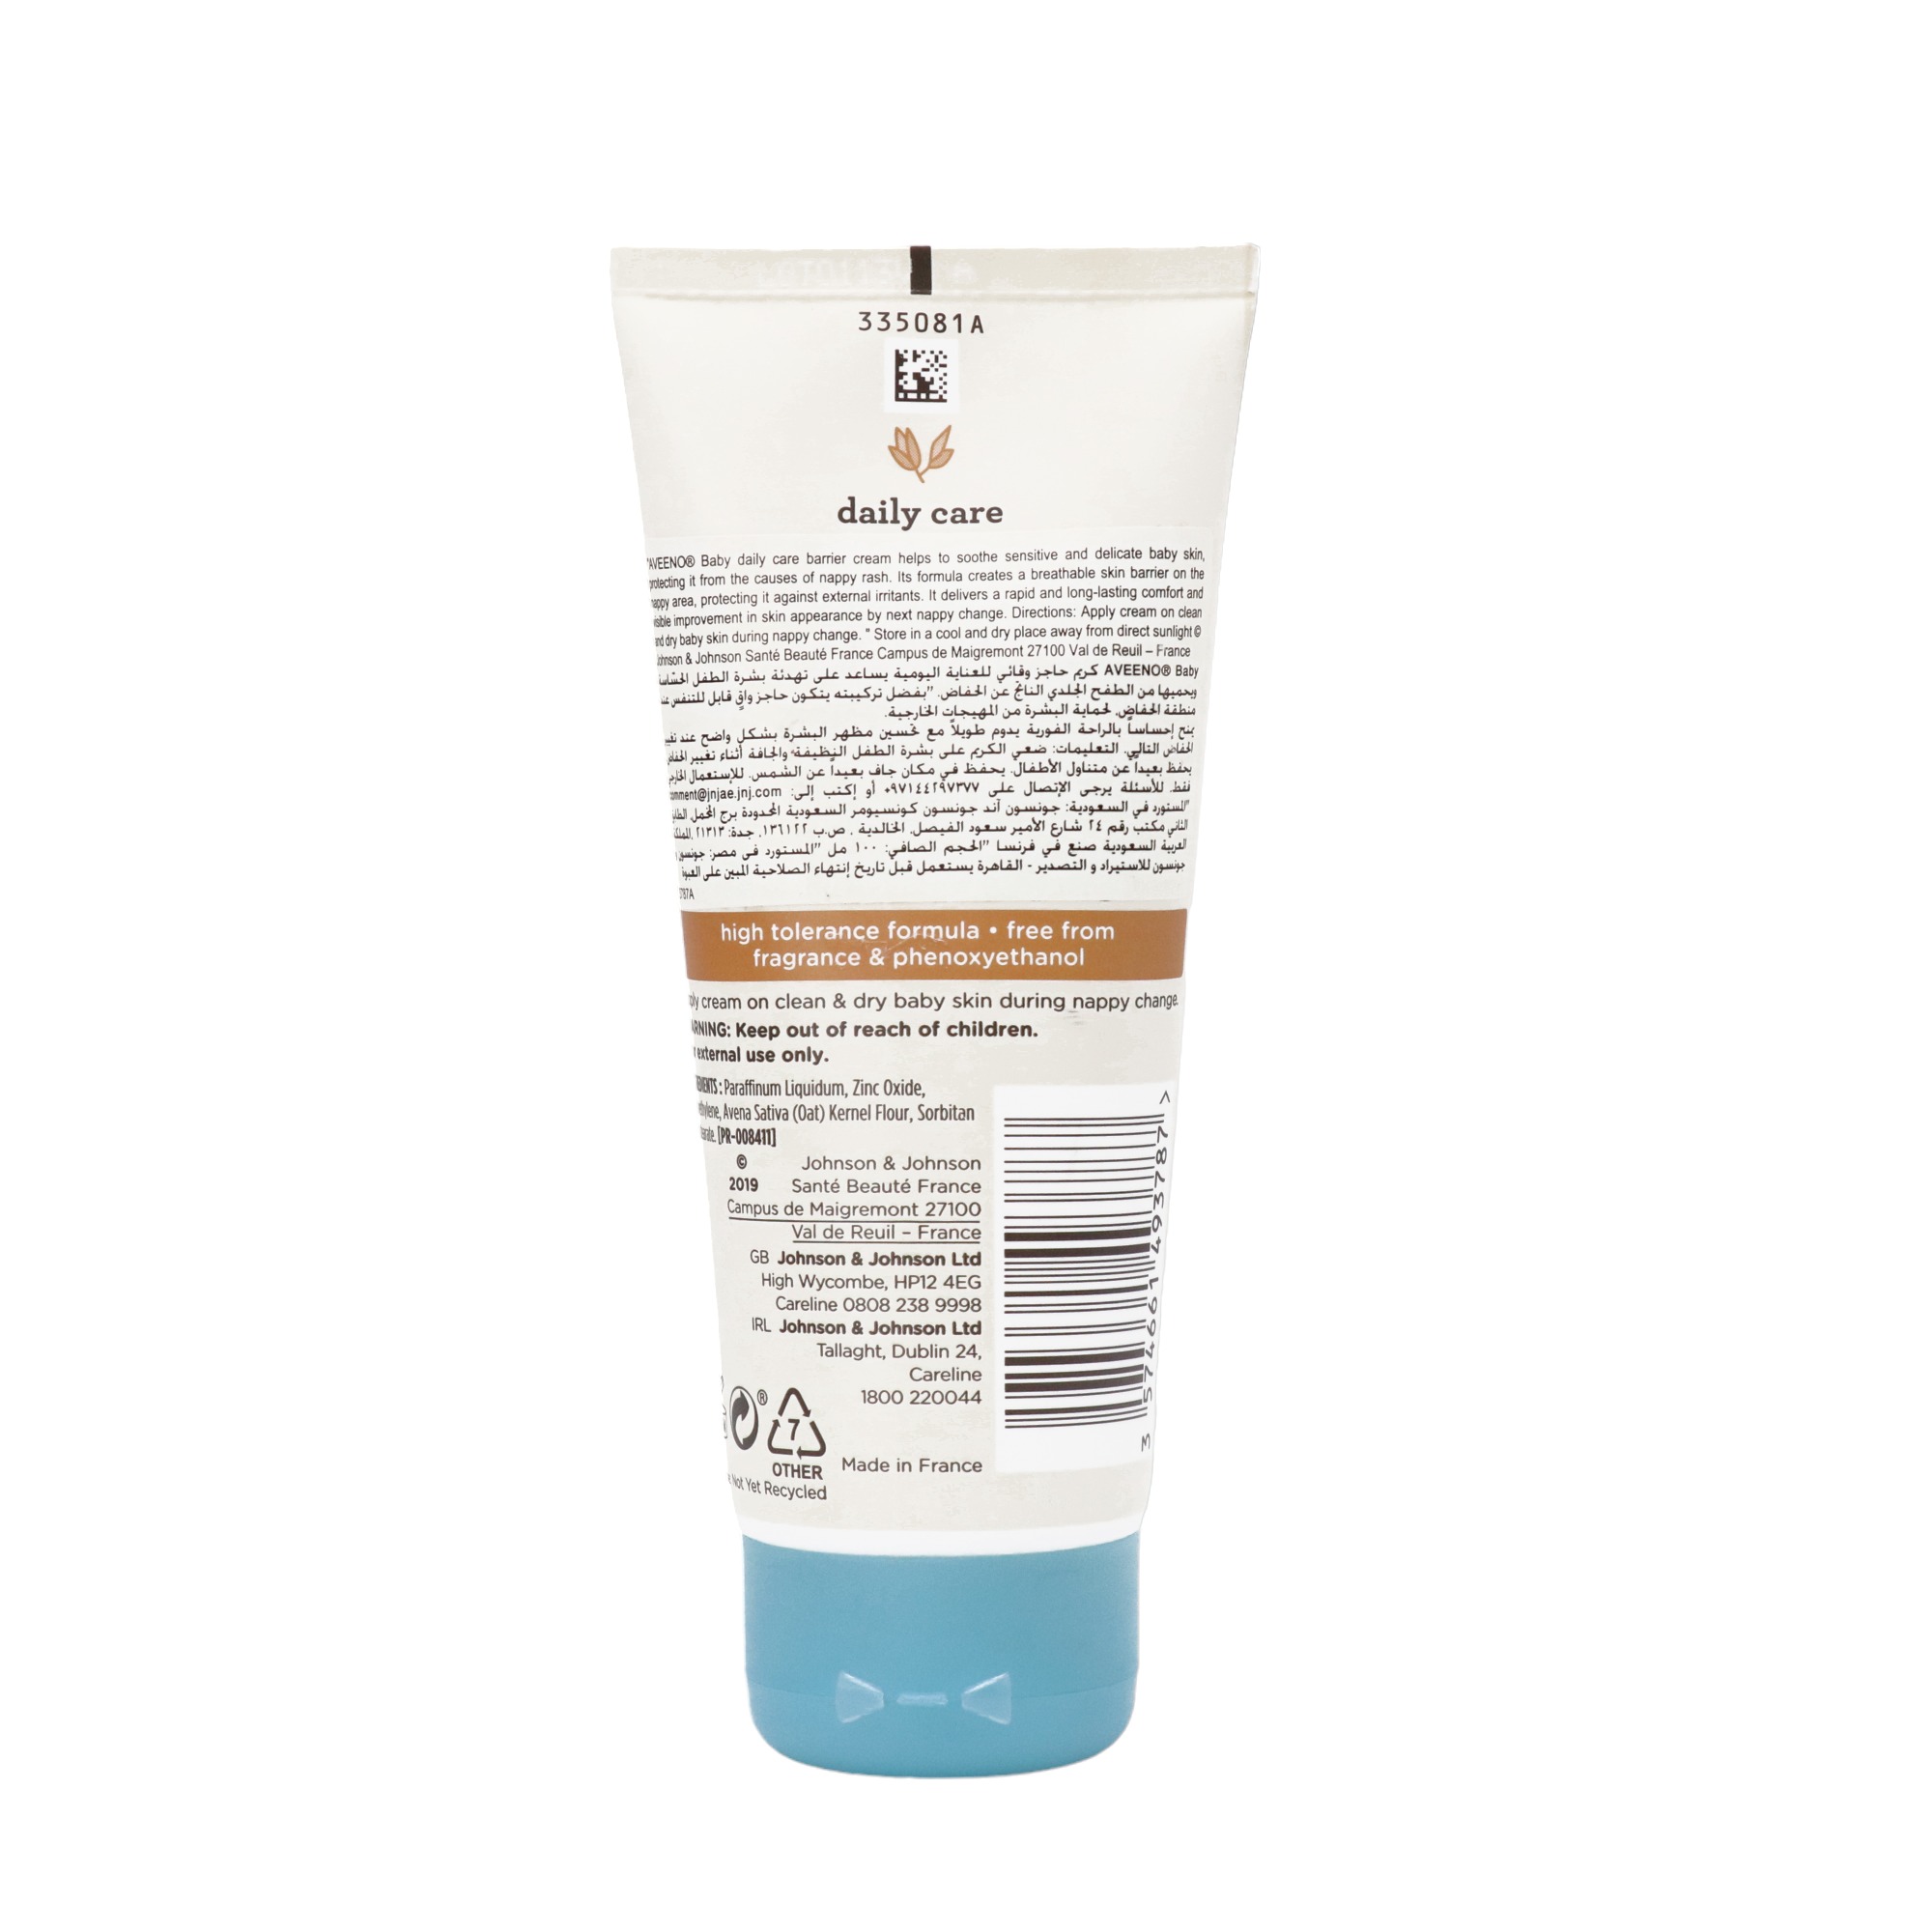 335081A
daily care
"AVEENO® Baby daily care barrier cream helps to soothe sensitive and delicate baby skin,
protecting it from the causes of nappy rash. Its formula creates a breathable skin barrier on the
nappy area, protecting it against external irritants. It delivers a rapid and long-lasting comfort and
visible improvement in skin appearance by next nappy change. Directions: Apply cream on clean
and dry baby skin during nappy change. " Store in a cool and dry place away from direct sunlight ©
Johnson & Johnson Santé Beauté France Campus de Maigremont 27100 Val de Reuil – France
AVEENO® Baby كريم حاجز وقائي للعناية اليومية يساعد على تهدئة بشرة الطفل الحسّاسة
ويحميها من الطفح الجلدي الناتج عن الحفاض. "بفضل تركيبته يتكون حاجز واقٍ قابل للتنفس عند
منطقة الحفاض، لحماية البشرة من المهيجات الخارجية.
يمنح إحساساً بالراحة الفورية يدوم طويلاً مع تحسين مظهر البشرة بشكل واضح عند تغيير
الحفاض التالي. التعليمات: ضعي الكريم على بشرة الطفل النظيفة والجافة أثناء تغيير الحفاض
يحفظ بعيداً عن متناول الأطفال. يحفظ في مكان جاف بعيداً عن الشمس. للإستعمال الخارجي
فقط. للأسئلة يرجى الإتصال على ٩٧١٤٤٢٩٧٣٧٧+ أو إكتب إلى: omment@jnjae.jnj.com
"المستورد في السعودية: جونسون آند جونسون كونسيومر السعودية المحدودة برج المخمل الطابق
الثاني مكتب رقم ٢٤ شارع الأمير سعود الفيصل، الخالدية . ص.ب ١٣٦١٢٢، جدة: ٢١٣١٣، المملكة
العربية السعودية صنع في فرنسا "الحجم الصافي: ١٠٠ مل "المستورد في مصر: جونسون
جونسون للاستيراد و التصدير - القاهرة يستعمل قبل تاريخ إنتهاء الصلاحية المبين على العبوة
high tolerance formula • free from
fragrance & phenoxyethanol
ply cream on clean & dry baby skin during nappy change.
ARNING: Keep out of reach of children.
r external use only.
EDIENTS : Paraffinum Liquidum, Zinc Oxide,
ethylene, Avena Sativa (Oat) Kernel Flour, Sorbitan
earate. [PR-008411]
© Johnson & Johnson
2019 Santé Beauté France
Campus de Maigremont 27100
Val de Reuil – France
GB Johnson & Johnson Ltd
High Wycombe, HP12 4EG
Careline 0808 238 9998
IRL Johnson & Johnson Ltd
Tallaght, Dublin 24,
Careline
1800 220044
®
7
OTHER
Not Yet Recycled
Made in France
3 574661 493787 >